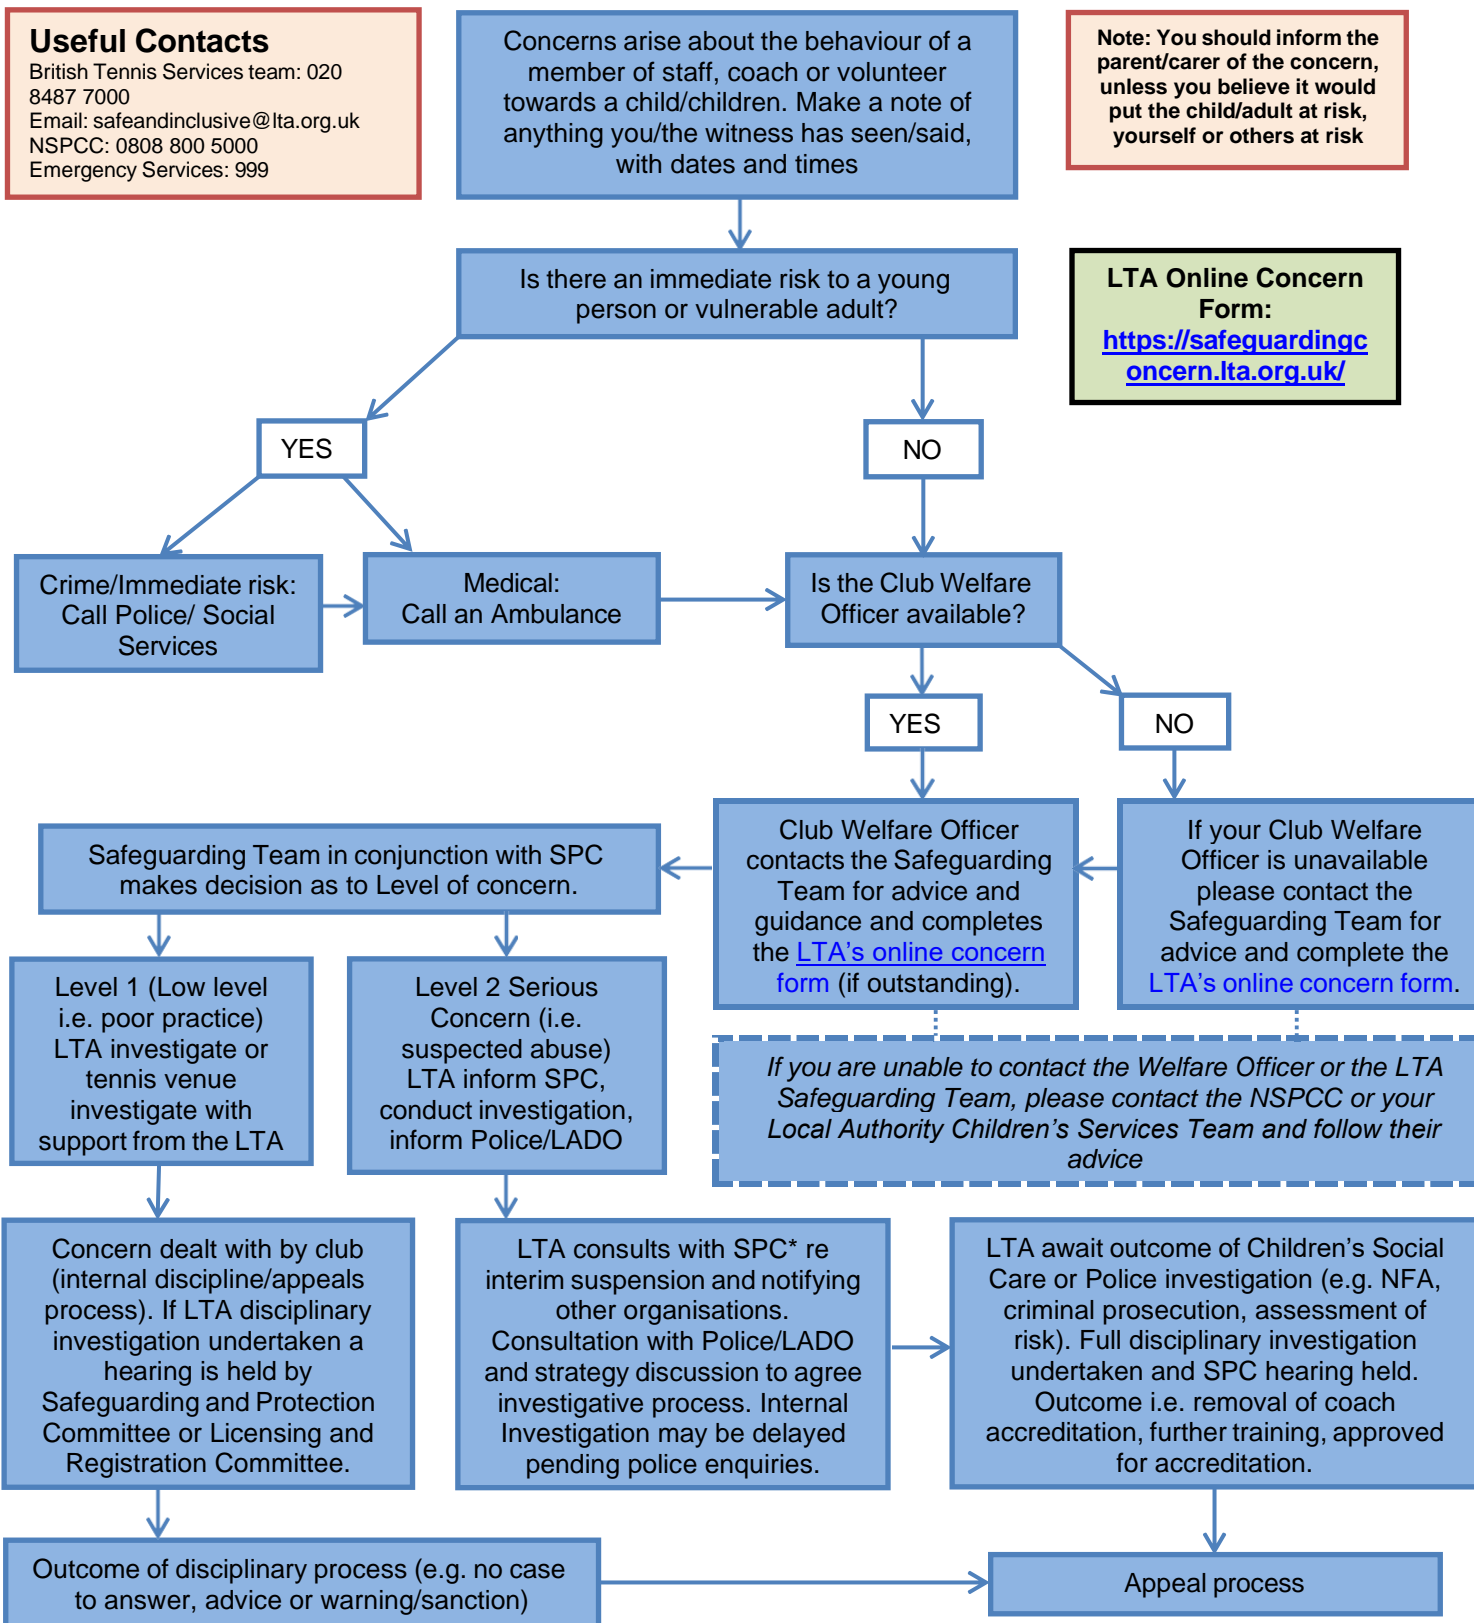 Useful Contacts
British Tennis Services team: 020
8487 7000
Email: safeandinclusive@lta.org.uk
NSPCC: 0808 800 5000
Emergency Services: 999
Concerns arise about the behaviour of a
member of staff, coach or volunteer
towards a child/children. Make a note of
anything you/the witness has seen/said,
with dates and times
Note: You should inform the
parent/carer of the concern,
unless you believe it would
put the child/adult at risk,
yourself or others at risk
Is there an immediate risk to a young
person or vulnerable adult?
LTA Online Concern
Form:
https://safeguardingc
oncern.lta.org.uk/
YES
NO
Crime/Immediate risk:
Call Police/ Social
Services
Medical:
Call an Ambulance
Is the Club Welfare
Officer available?
YES
NO
Club Welfare Officer
contacts the Safeguarding
Team for advice and
guidance and completes
the LTA's online concern
form (if outstanding).
If your Club Welfare
Officer is unavailable
please contact the
Safeguarding Team for
advice and complete the
LTA's online concern form.
Safeguarding Team in conjunction with SPC
makes decision as to Level of concern.
Level 1 (Low level
i.e. poor practice)
LTA investigate or
tennis venue
investigate with
support from the LTA
Level 2 Serious
Concern (i.e.
suspected abuse)
LTA inform SPC,
conduct investigation,
inform Police/LADO
If you are unable to contact the Welfare Officer or the LTA
Safeguarding Team, please contact the NSPCC or your
Local Authority Children's Services Team and follow their
advice
Concern dealt with by club
(internal discipline/appeals
process). If LTA disciplinary
investigation undertaken a
hearing is held by
Safeguarding and Protection
Committee or Licensing and
Registration Committee.
LTA consults with SPC* re
interim suspension and notifying
other organisations.
Consultation with Police/LADO
and strategy discussion to agree
investigative process. Internal
Investigation may be delayed
pending police enquiries.
LTA await outcome of Children's Social
Care or Police investigation (e.g. NFA,
criminal prosecution, assessment of
risk). Full disciplinary investigation
undertaken and SPC hearing held.
Outcome i.e. removal of coach
accreditation, further training, approved
for accreditation.
Outcome of disciplinary process (e.g. no case
to answer, advice or warning/sanction)
Appeal process